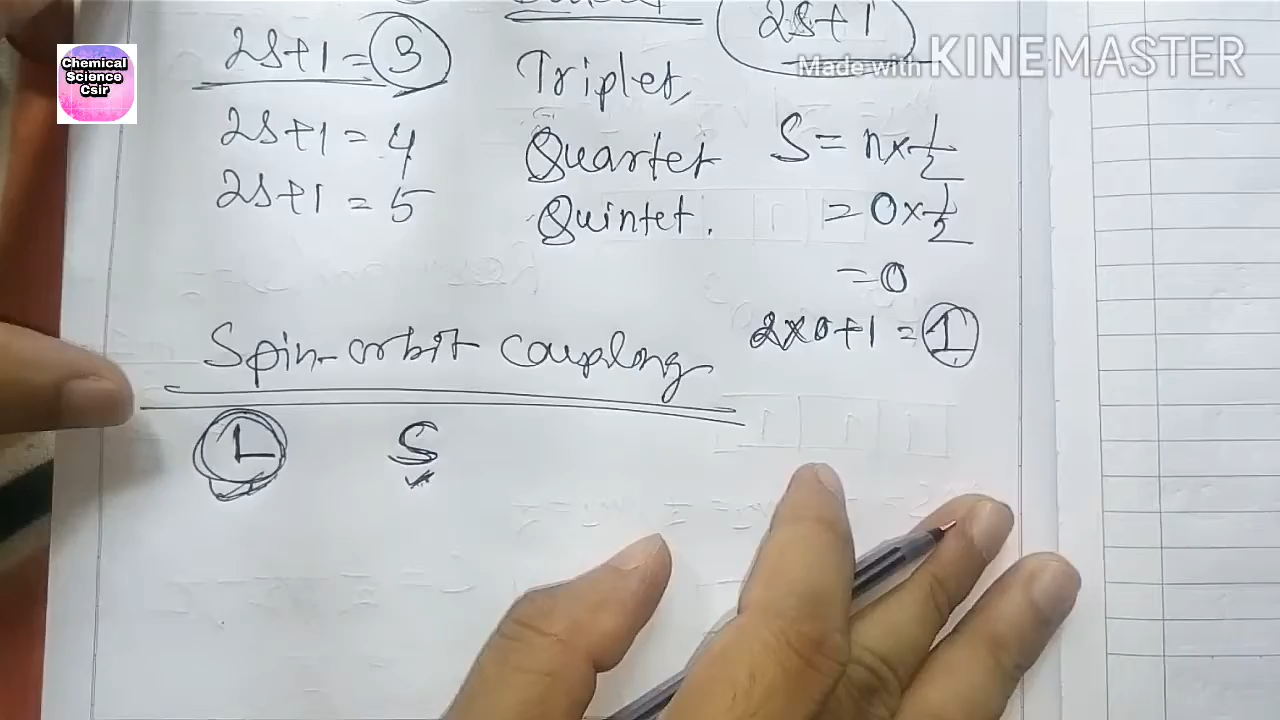 2s+1
Made with KINEMASTER
Chemical
Science
Csir
2s+1 = 3 Triplet,
2s+1 = 4 Quartet S = n×1/2
2s+1 = 5 Quintet. = 0×1/2
= 0
Spin-orbit Coupling 2×0+1 = 1
L S